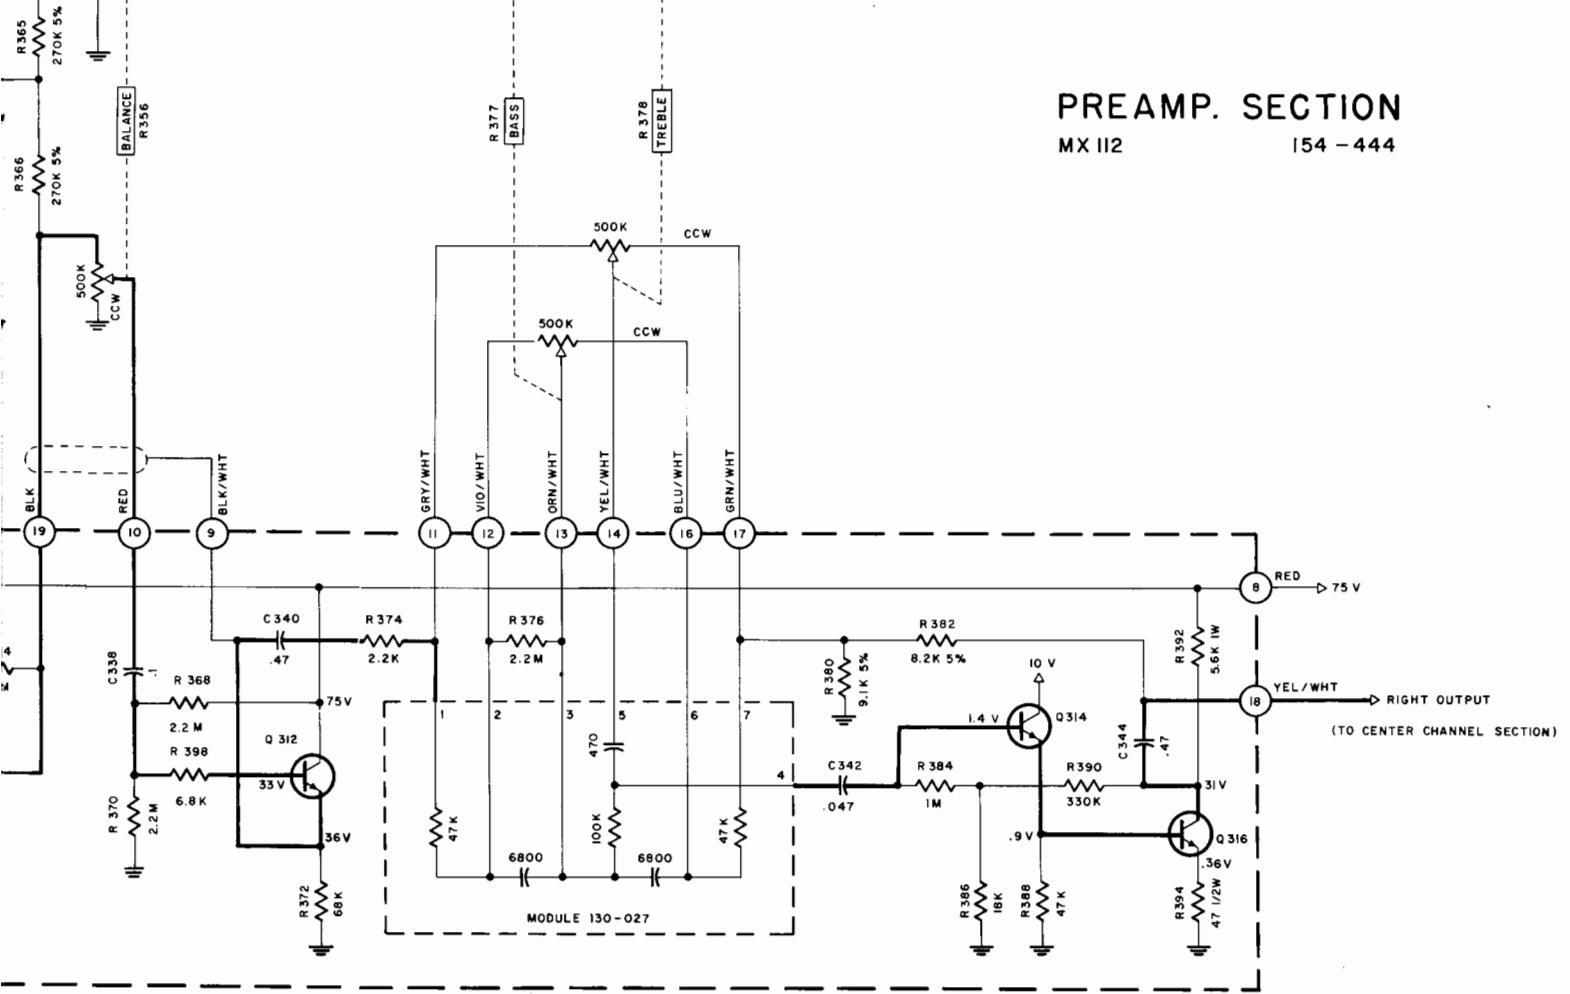 R365
270K 5%
R366
270K 5%
BALANCE
R356
R377
BASS
R378
TREBLE
PREAMP. SECTION
MX 112
154-444
500K
CCW
500K
CCW
500K
CCW
BLK
RED
BLK/WHT
GRY/WHT
VIO/WHT
ORN/WHT
YEL/WHT
BLU/WHT
GRN/WHT
19
10
9
11
12
13
14
16
17
8
RED
75 V
4
M
C338
.1
C340
.47
R374
2.2K
R376
2.2M
R382
8.2K 5%
R380
9.1K 5%
R392
5.6K 1W
10 V
18
YEL/WHT
RIGHT OUTPUT
(TO CENTER CHANNEL SECTION)
R 368
2.2 M
75V
R 398
6.8K
Q 312
33 V
36V
R 370
2.2M
R372
68K
1
2
3
5
6
7
470
4
47K
100K
47K
6800
6800
MODULE 130-027
1.4 V
Q314
C344
.47
C342
.047
R384
1M
R390
330K
31V
.9V
Q316
.36V
R386
18K
R388
47 K
R394
47 1/2W